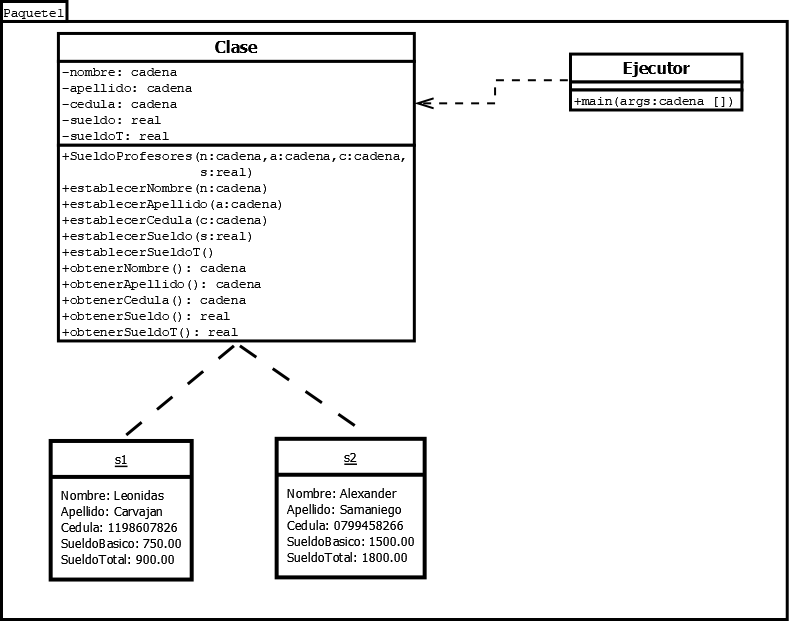 Paquete1
Clase
-nombre: cadena
-apellido: cadena
-cedula: cadena
-sueldo: real
-sueldoT: real
+SueldoProfesores(n:cadena,a:cadena,c:cadena,
s:real)
+establecerNombre(n:cadena)
+establecerApellido(a:cadena)
+establecerCedula(c:cadena)
+establecerSueldo(s:real)
+establecerSueldoT()
+obtenerNombre(): cadena
+obtenerApellido(): cadena
+obtenerCedula(): cadena
+obtenerSueldo(): real
+obtenerSueldoT(): real
Ejecutor
+main(args:cadena [])
s1
Nombre: Leonidas
Apellido: Carvajan
Cedula: 1198607826
SueldoBasico: 750.00
SueldoTotal: 900.00
s2
Nombre: Alexander
Apellido: Samaniego
Cedula: 0799458266
SueldoBasico: 1500.00
SueldoTotal: 1800.00